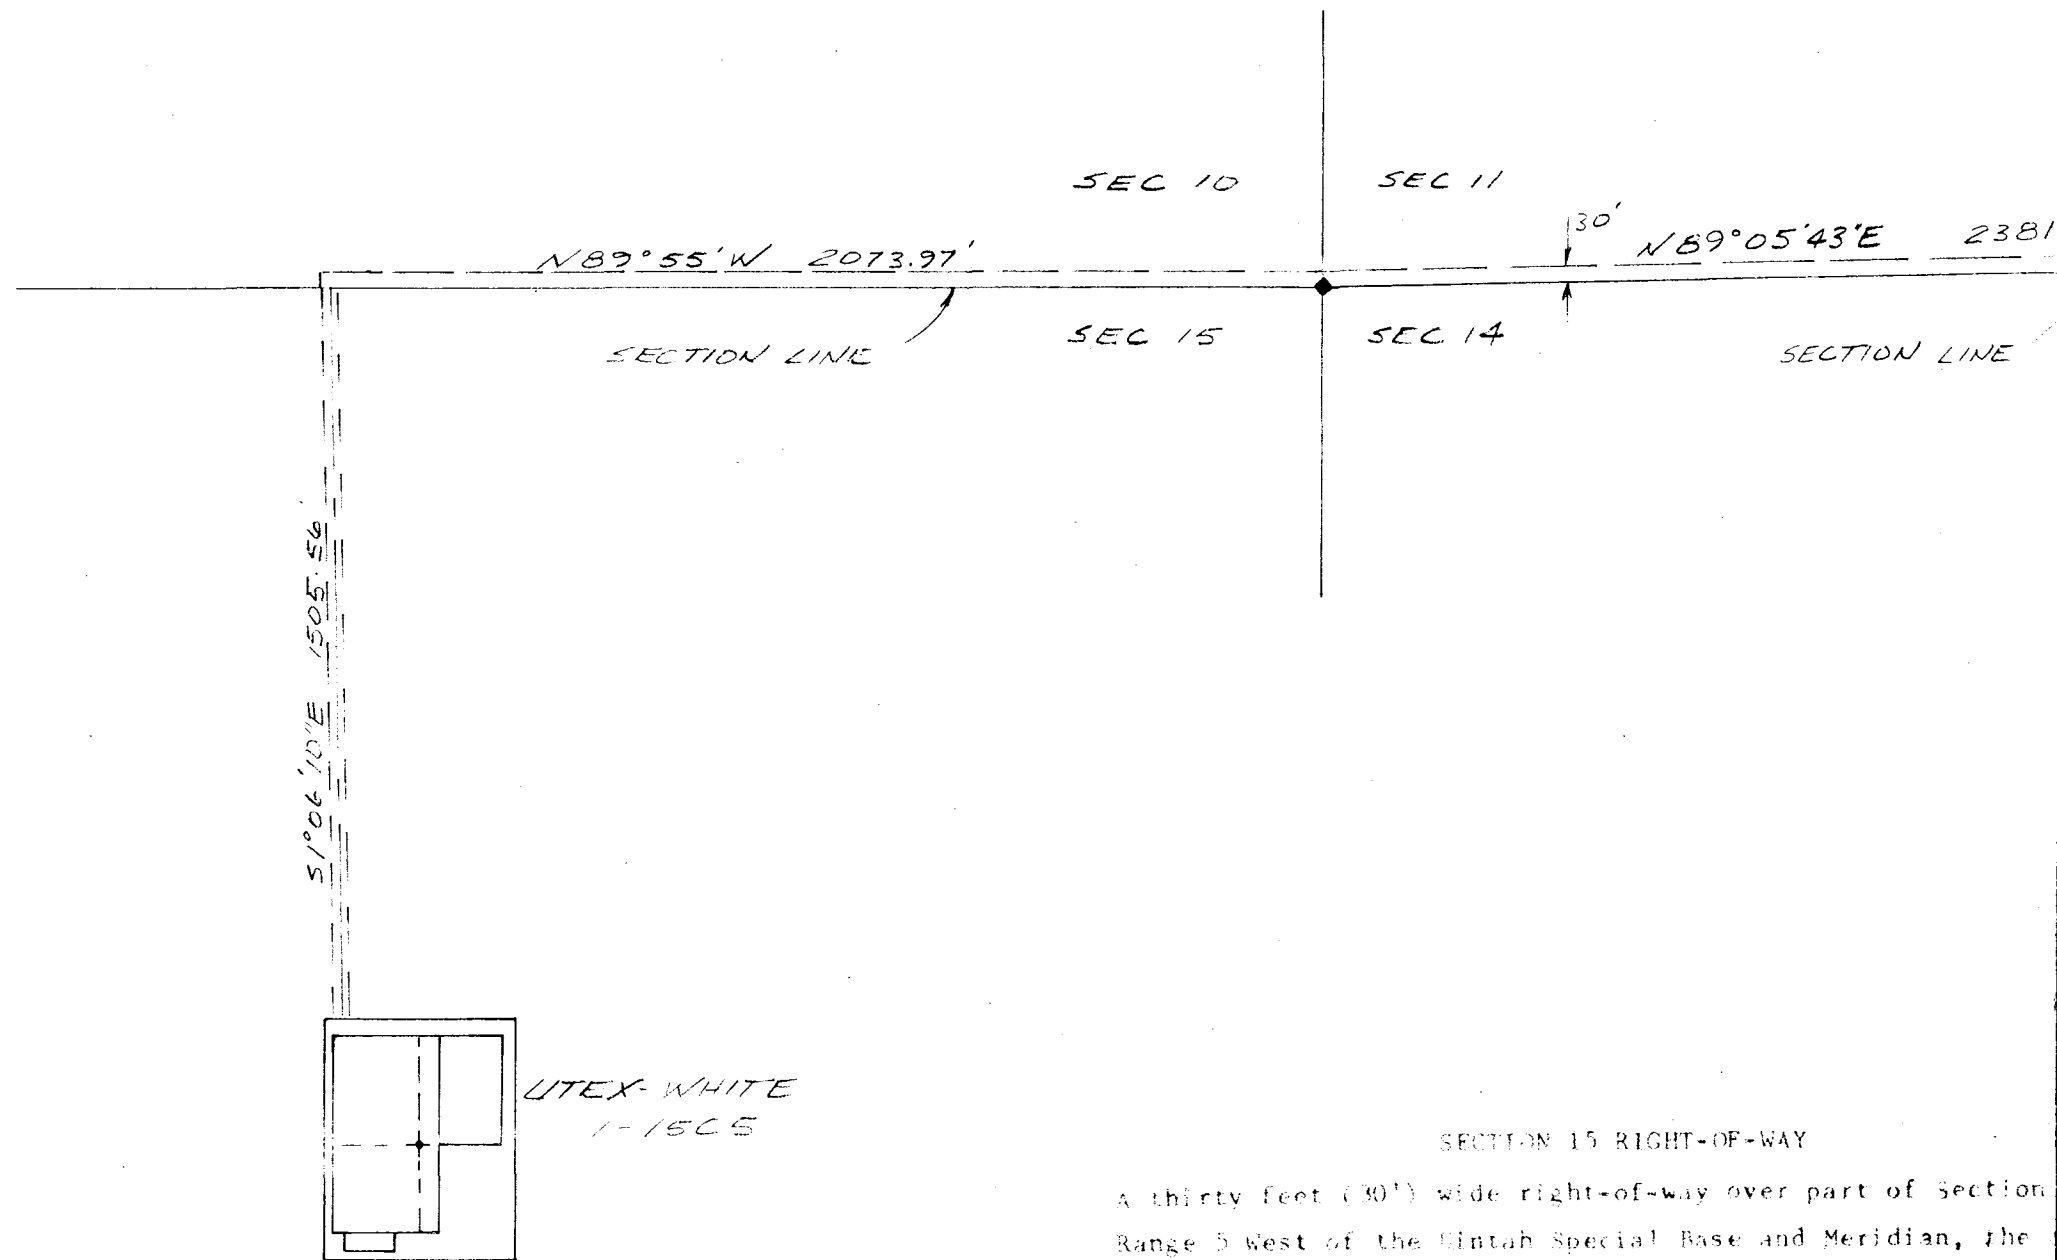 SEC 10
SEC 11
30'
N89°05'43"E 2381
N89°55'W 2073.97'
SEC 15
SEC 14
SECTION LINE
SECTION LINE
S1°06'10"E 1505.56'
UTEX-WHITE
1-15C5
SECTION 15 RIGHT-OF-WAY
A thirty feet (30') wide right-of-way over part of Section
Range 5 West of the Uintah Special Base and Meridian, the